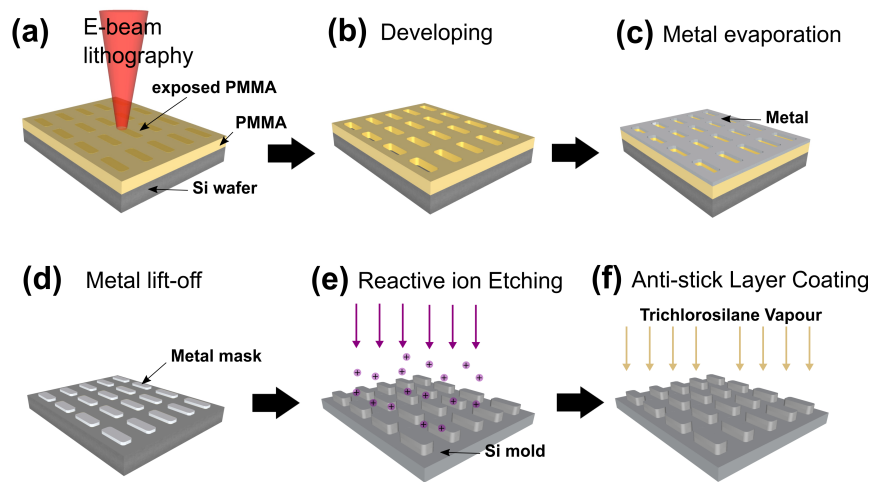 (a) E-beam
lithography
exposed PMMA
PMMA
Si wafer
(b) Developing
(c) Metal evaporation
Metal
(d) Metal lift-off
Metal mask
(e) Reactive ion Etching
Si mold
(f) Anti-stick Layer Coating
Trichlorosilane Vapour